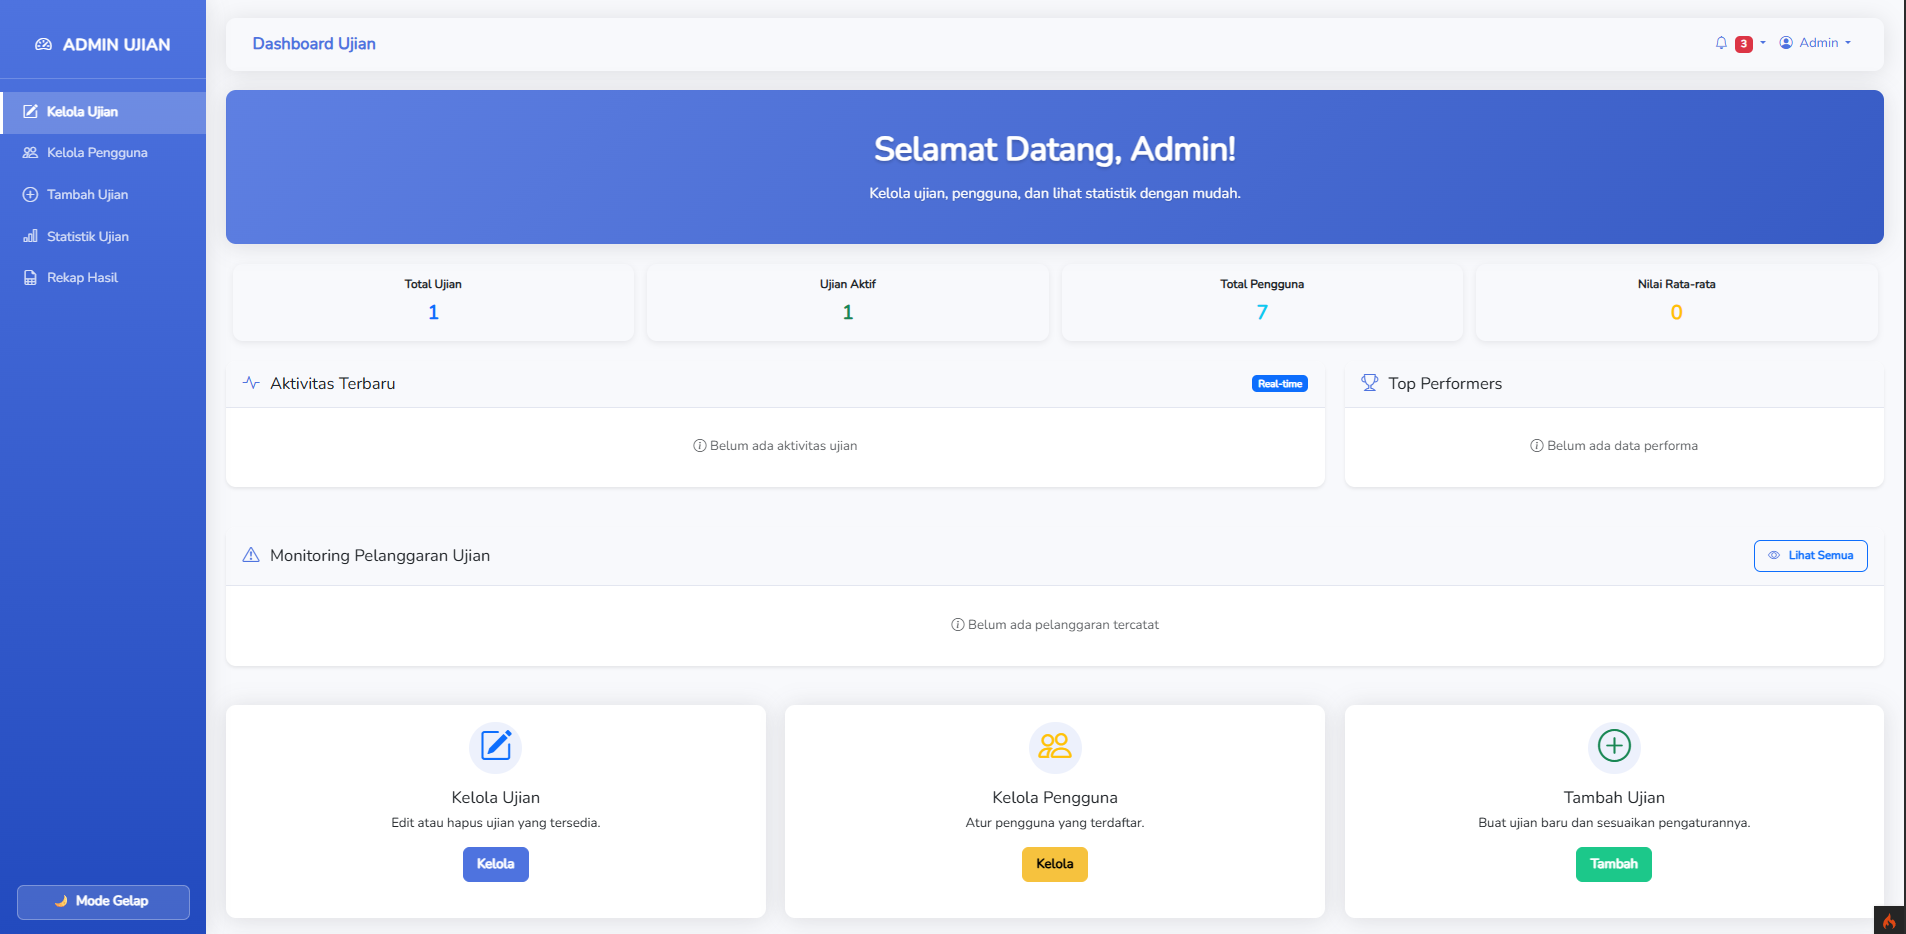 ADMIN UJIAN
Kelola Ujian
Kelola Pengguna
Tambah Ujian
Statistik Ujian
Rekap Hasil
Mode Gelap
Dashboard Ujian
3
Admin
Selamat Datang, Admin!
Kelola ujian, pengguna, dan lihat statistik dengan mudah.
Total Ujian
1
Ujian Aktif
1
Total Pengguna
7
Nilai Rata-rata
0
Aktivitas Terbaru
Real-time
Belum ada aktivitas ujian
Top Performers
Belum ada data performa
Monitoring Pelanggaran Ujian
Lihat Semua
Belum ada pelanggaran tercatat
Kelola Ujian
Edit atau hapus ujian yang tersedia.
Kelola
Kelola Pengguna
Atur pengguna yang terdaftar.
Kelola
Tambah Ujian
Buat ujian baru dan sesuaikan pengaturannya.
Tambah